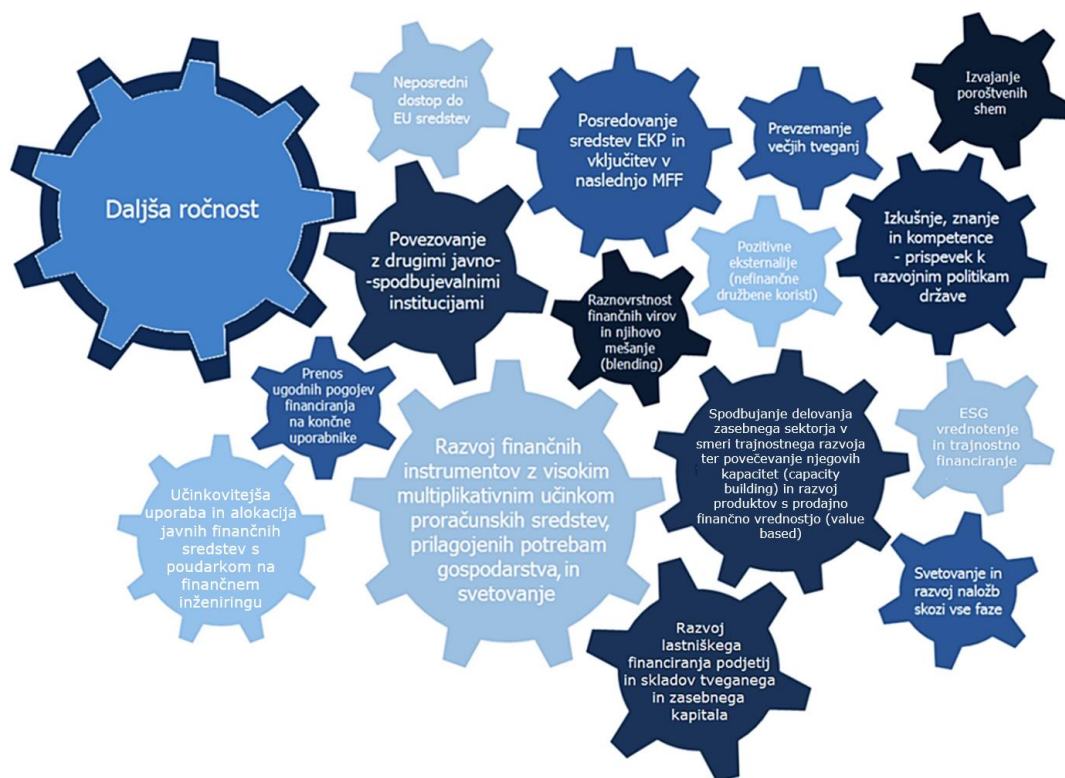 Neposredni
dostop do
EU sredstev
Izvajanje
poroštvenih
shem
Posredovanje
sredstev EKP in
vključitev v
naslednjo MFF
Prevzemanje
večjih tveganj
Daljša ročnost
Povezovanje
z drugimi javno-
-spodbujevalnimi
institucijami
Pozitivne
eksternalije
(nefinančne
družbene koristi)
Izkušnje, znanje
in kompetence
- prispevek k
razvojnim politikam
države
Raznovrstnost
finančnih virov
in njihovo
mešanje
(blending)
Prenos
ugodnih pogojev
financiranja
na končne
uporabnike
Razvoj finančnih
instrumentov z visokim
multiplikativnim učinkom
proračunskih sredstev,
prilagojenih potrebam
gospodarstva,in
svetovanje
Spodbujanje delovanja
zasebnega sektorja v
smeri trajnostnega razvoja
ter povečevanje njegovih
kapacitet (capacity
building) in razvoj
produktov s prodajno
finančno vrednostjo (value
based)
ESG
vrednotenje
in trajnostno
financiranje
Učinkovitejša
uporaba in alokacija
javnih finančnih
sredstev s
poudarkom na
finančnem
inženiringu
Svetovanje in
razvoj naložb
skozi vse faze
Razvoj
lastniškega
financiranja podjetij
in skladov tveganega
in zasebnega
kapitala